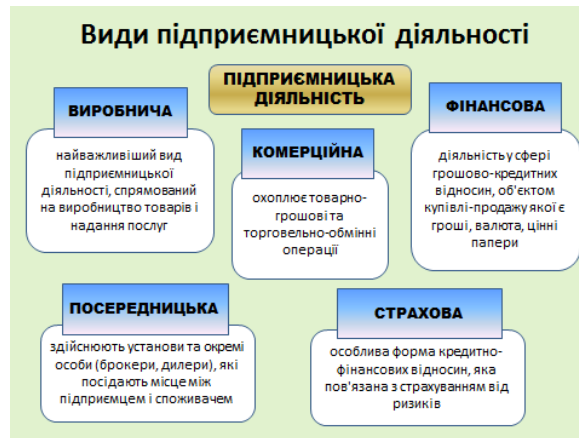 Види підприємницької діяльності
ПІДПРИЄМНИЦЬКА
ДІЯЛЬНІСТЬ
ВИРОБНИЧА
найважливіший вид
підприємницької
діяльності, спрямований
на виробництво товарів і
надання послуг
КОМЕРЦІЙНА
охоплює товарно-
грошові та
торговельно-обмінні
операції
ФІНАНСОВА
діяльність у сфері
грошово-кредитних
відносин, об'єктом
купівлі-продажу якої є
гроші, валюта, цінні
папери
ПОСЕРЕДНИЦЬКА
здійснюють установи та окремі
особи (брокери, дилери), які
посідають місце між
підприємцем і споживачем
СТРАХОВА
особлива форма кредитно-
фінансових відносин, яка
пов'язана з страхуванням від
ризиків